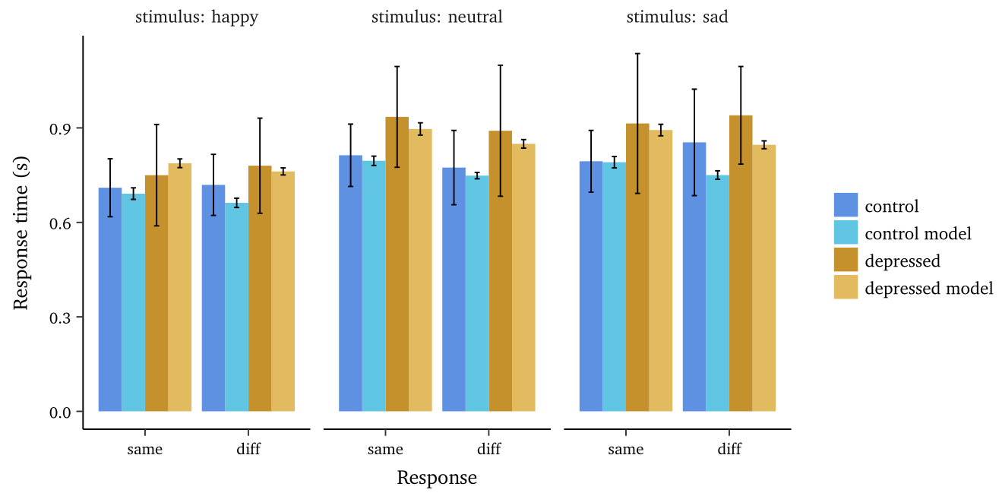 stimulus: happy
stimulus: neutral
stimulus: sad
Response time (s)
0.9
0.6
0.3
0.0
same
diff
same
diff
same
diff
Response
control
control model
depressed
depressed model